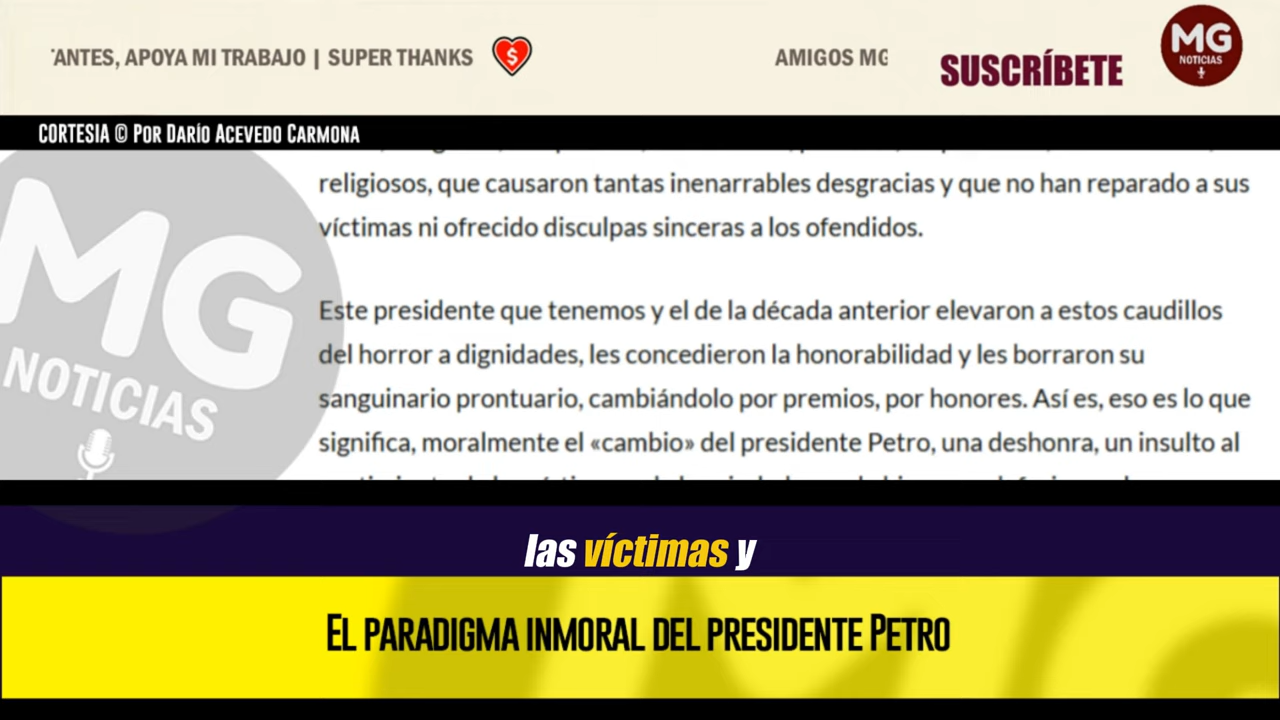 'ANTES, APOYA MI TRABAJO | SUPER THANKS
AMIGOS MG
SUSCRÍBETE
MG
NOTICIAS
CORTESIA © POR DARÍO ACEVEDO CARMONA
religiosos, que causaron tantas inenarrables desgracias y que no han reparado a sus
víctimas ni ofrecido disculpas sinceras a los ofendidos.
Este presidente que tenemos y el de la década anterior elevaron a estos caudillos
del horror a dignidades, les concedieron la honorabilidad y les borraron su
sanguinario prontuario, cambiándolo por premios, por honores. Así es, eso es lo que
significa, moralmente el «cambio» del presidente Petro, una deshonra, un insulto al
MG
NOTICIAS
las víctimas y
EL PARADIGMA INMORAL DEL PRESIDENTE PETRO